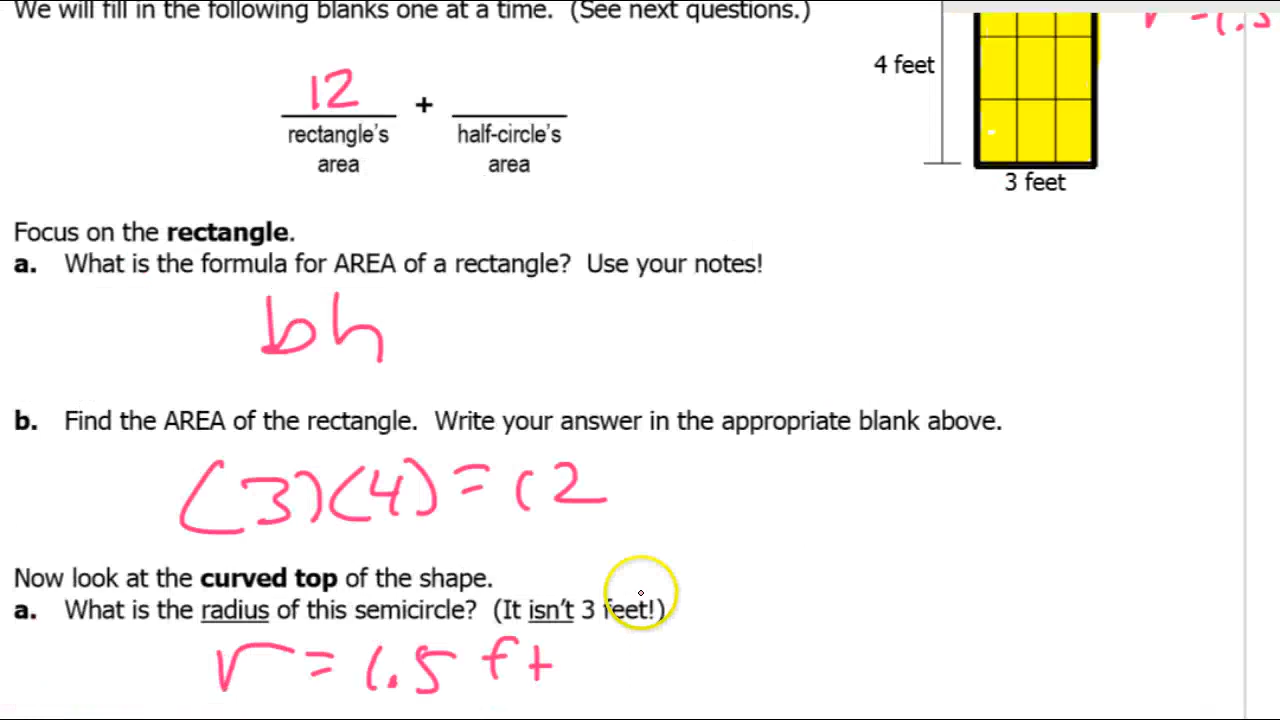 We will fill in the following blanks one at a time. (See next questions.)
r = 1.5
4 feet
12 +
rectangle's half-circle's
area area
3 feet
Focus on the rectangle.
a. What is the formula for AREA of a rectangle? Use your notes!
bh
b. Find the AREA of the rectangle. Write your answer in the appropriate blank above.
(3)(4) = 12
Now look at the curved top of the shape.
a. What is the radius of this semicircle? (It isn't 3 feet!)
r = 1.5 ft